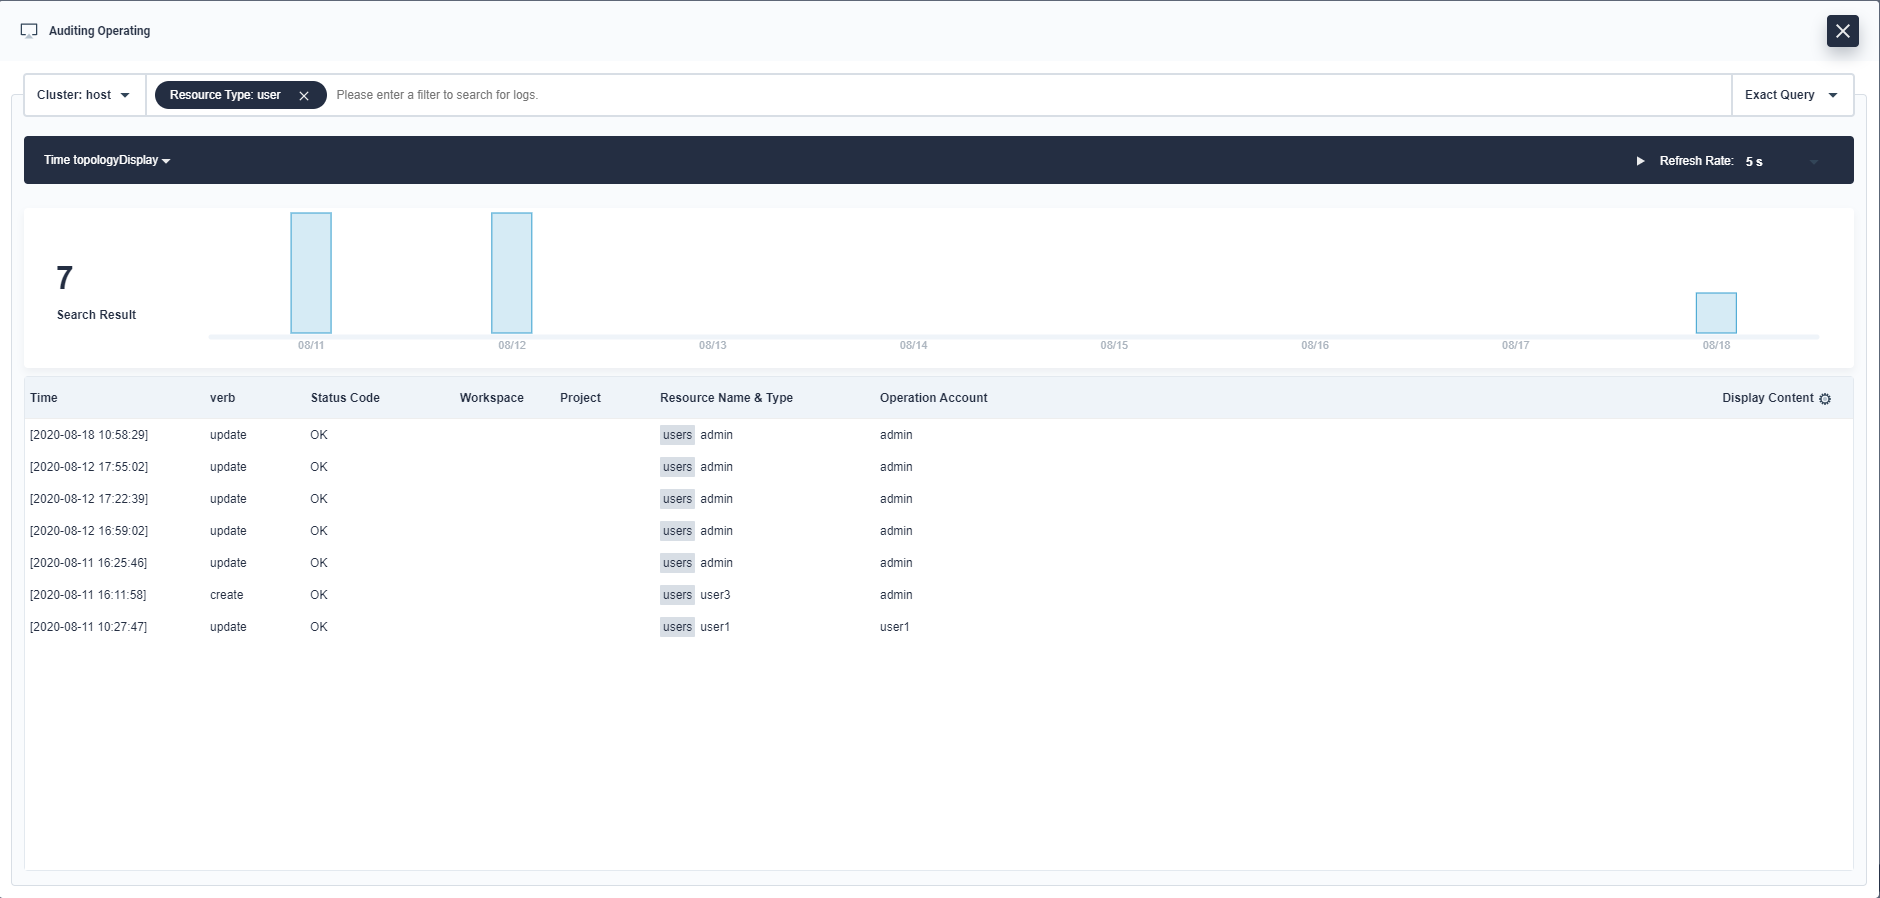 Auditing Operating
Cluster: host Resource Type: user Please enter a filter to search for logs. Exact Query
Time topologyDisplay Refresh Rate: 5 s
7
Search Result
08/11 08/12 08/13 08/14 08/15 08/16 08/17 08/18
Time verb Status Code Workspace Project Resource Name & Type Operation Account Display Content
[2020-08-18 10:58:29] update OK users admin admin
[2020-08-12 17:55:02] update OK users admin admin
[2020-08-12 17:22:39] update OK users admin admin
[2020-08-12 16:59:02] update OK users admin admin
[2020-08-11 16:25:46] update OK users admin admin
[2020-08-11 16:11:58] create OK users user3 admin
[2020-08-11 10:27:47] update OK users user1 user1